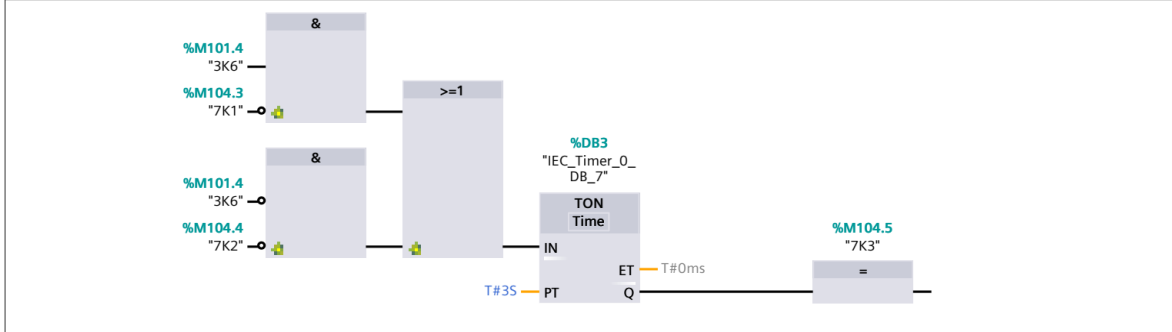 &
%M101.4
"3K6"
%M104.3
"7K1"
>=1
&
%M101.4
"3K6"
%M104.4
"7K2"
%DB3
"IEC_Timer_0_
DB_7"
TON
Time
IN
ET
T#0ms
T#3S
PT
Q
%M104.5
"7K3"
=